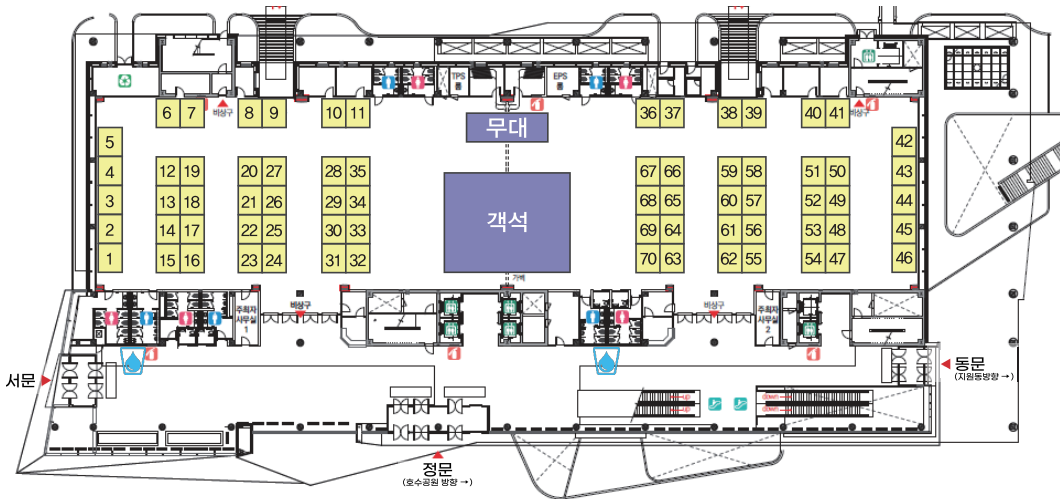 TPS
룸
EPS
룸
6 7 8 9 10 11 36 37 38 39 40 41
비상구
비상구
무대
5
42
4 12 19 20 27 28 35 67 66 59 58 51 50 43
3 13 18 21 26 29 34 68 65 60 57 52 49 44
객석
2 14 17 22 25 30 33 69 64 61 56 53 48 45
1 15 16 23 24 31 32 70 63 62 55 54 47 46
가벽
주최자
사무실
1
비상구
비상구
주최자
사무실
2
서문
동문
(지원동방향 →)
정문
(호수공원 방향 →)